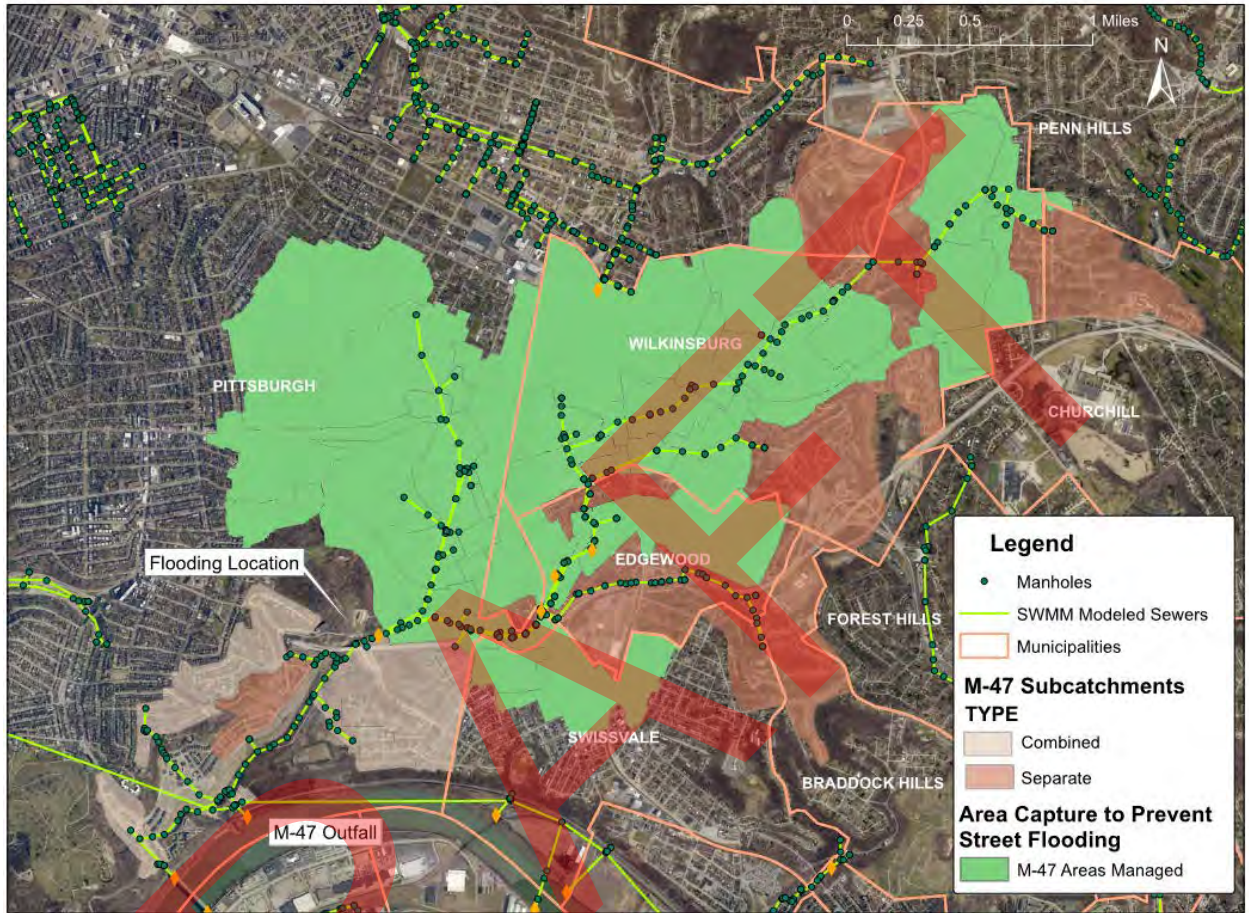 0 0.25 0.5 1 Miles
N
PENN HILLS
WILKINSBURG
PITTSBURGH
CHURCHILL
Flooding Location
EDGEWOOD
FOREST HILLS
SWISSVALE
BRADDOCK HILLS
M-47 Outfall
Legend
Manholes
SWMM Modeled Sewers
Municipalities
M-47 Subcatchments
TYPE
Combined
Separate
Area Capture to Prevent
Street Flooding
M-47 Areas Managed
DRAFT